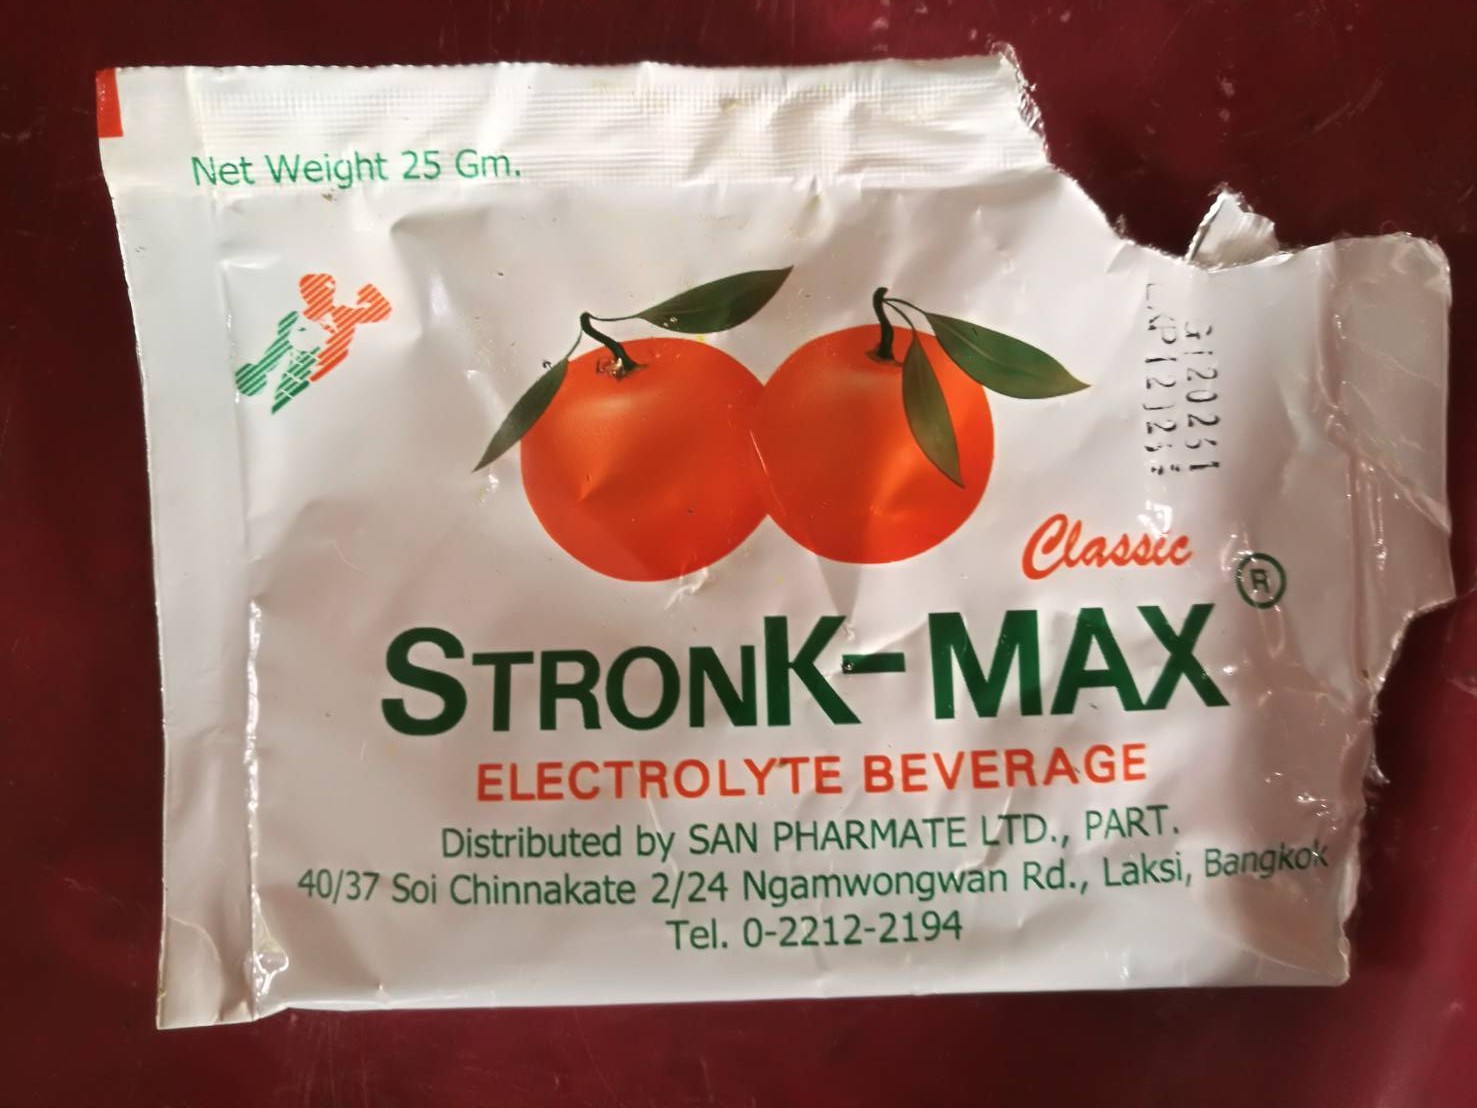 Net Weight 25 Gm.
Classic
®
STRONK-MAX
ELECTROLYTE BEVERAGE
Distributed by SAN PHARMATE LTD., PART.
40/37 Soi Chinnakate 2/24 Ngamwongwan Rd., Laksi, Bangkok
Tel. 0-2212-2194